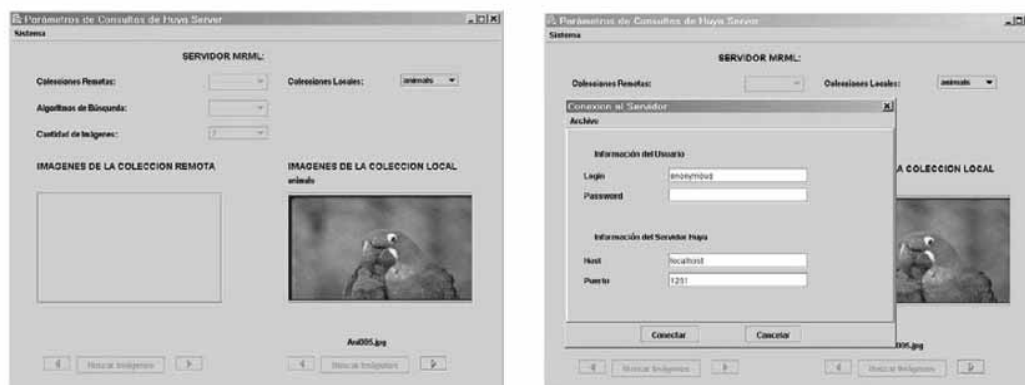 Parámetros de Consultas de Huya Server
Sistema
SERVIDOR MRML:
Colecciones Remotas:
Colecciones Locales:
animals
Algoritmos de Búsqueda:
Cantidad de Imágenes:
IMAGENES DE LA COLECCION REMOTA
IMAGENES DE LA COLECCION LOCAL
animals
Ani005.jpg
Buscar Imágenes
Buscar Imágenes
Parámetros de Consultas de Huya Server
Sistema
SERVIDOR MRML:
Colecciones Remotas:
Colecciones Locales:
animals
Conexion al Servidor
Archivo
Información del Usuario
Login
anonymous
Password
Información del Servidor Huya
Host
localhost
Puerto
Conectar
Cancelar
A COLECCION LOCAL
005.jpg
Buscar Imágenes
Buscar Imágenes